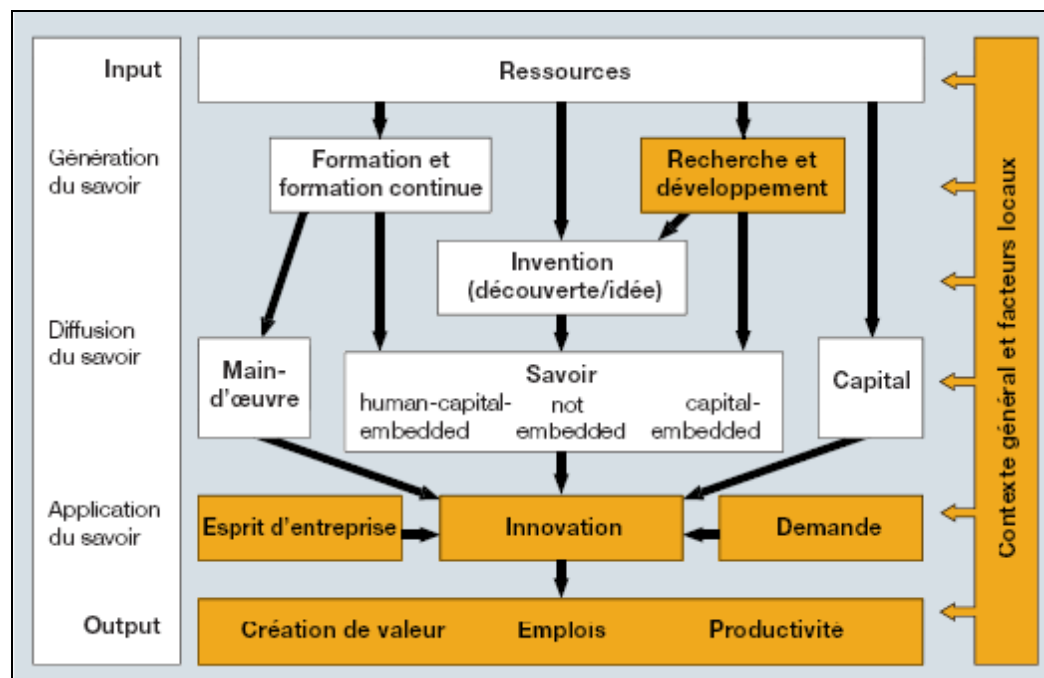 Input
Ressources
Génération
du savoir
Formation et
formation continue
Recherche et
développement
Invention
(découverte/idée)
Diffusion
du savoir
Main-
d'œuvre
Savoir
human-capital-
embedded
not
embedded
capital-
embedded
Capital
Application
du savoir
Esprit d'entreprise
Innovation
Demande
Output
Création de valeur
Emplois
Productivité
Contexte général et facteurs locaux